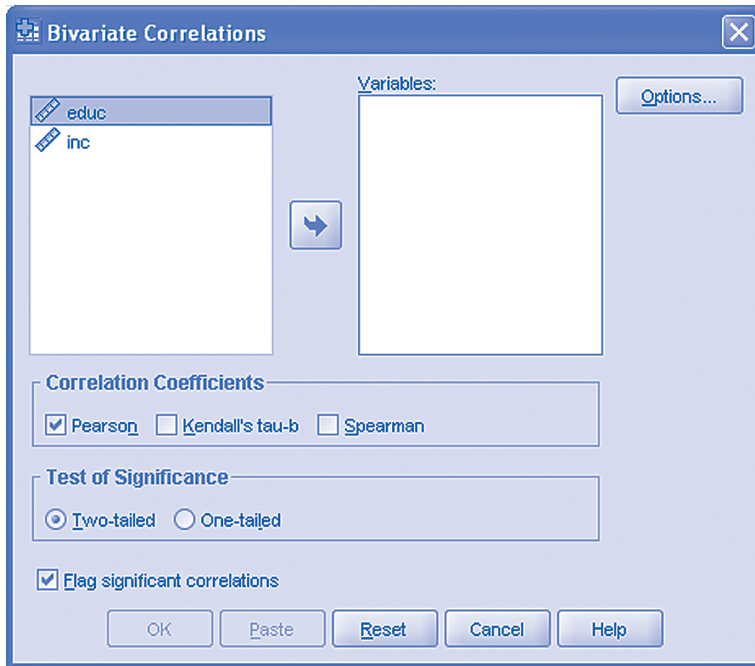 Bivariate Correlations
educ
inc
Variables:
Options...
Correlation Coefficients
Pearson Kendall's tau-b Spearman
Test of Significance
Two-tailed One-tailed
Flag significant correlations
OK Paste Reset Cancel Help